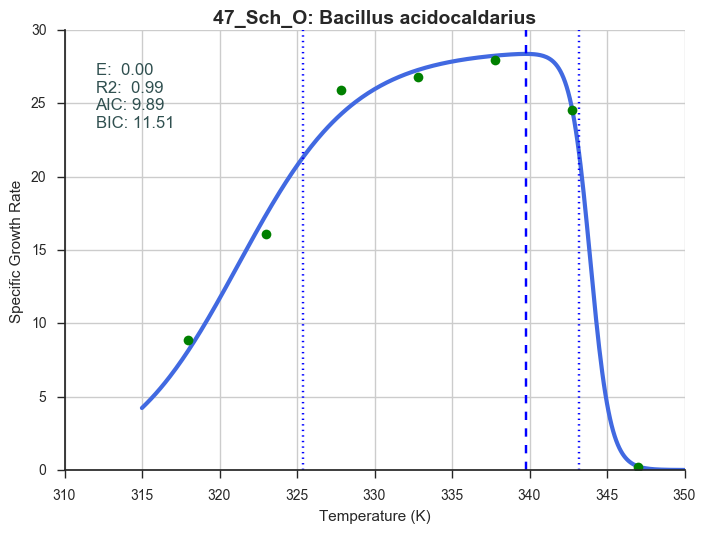 47_Sch_O: Bacillus acidocaldarius
30
25
20
15
10
5
0
E:  0.00
R2:  0.99
AIC: 9.89
BIC: 11.51
Specific Growth Rate
310 315 320 325 330 335 340 345 350
Temperature (K)